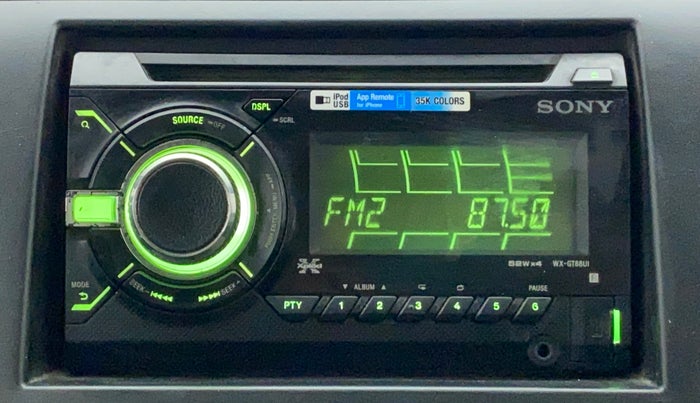 iPod USB
App Remote for iPhone
35K COLORS
DSPL
SCRL
SONY
SOURCE OFF
FM2 87.50
52W x 4 WX-GT88UI
MODE
SEEK- SEEK+
ALBUM PAUSE
PTY 1 2 3 4 5 6